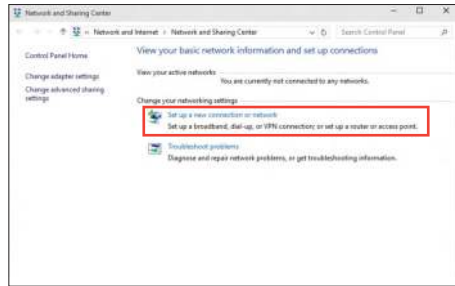 Network and Sharing Center
Network and Internet > Network and Sharing Center
Search Control Panel
Control Panel Home
Change adapter settings
Change advanced sharing
settings
View your basic network information and set up connections
View your active networks
You are currently not connected to any networks.
Change your networking settings
Set up a new connection or network
Set up a broadband, dial-up, or VPN connection; or set up a router or access point.
Troubleshoot problems
Diagnose and repair network problems, or get troubleshooting information.